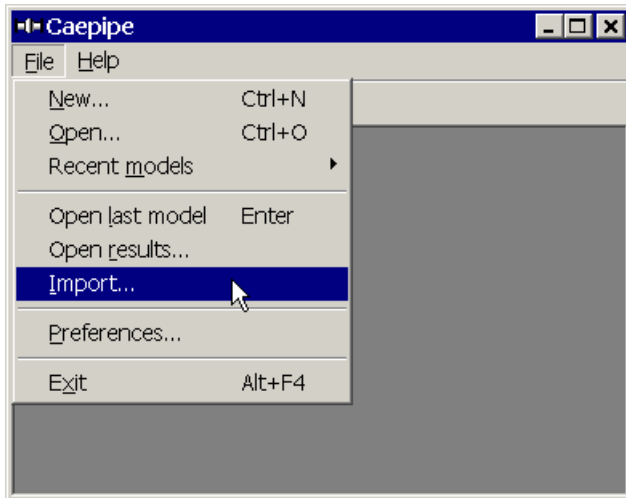 Caepipe
File Help
New... Ctrl+N
Open... Ctrl+O
Recent models
Open last model Enter
Open results...
Import...
Preferences...
Exit Alt+F4